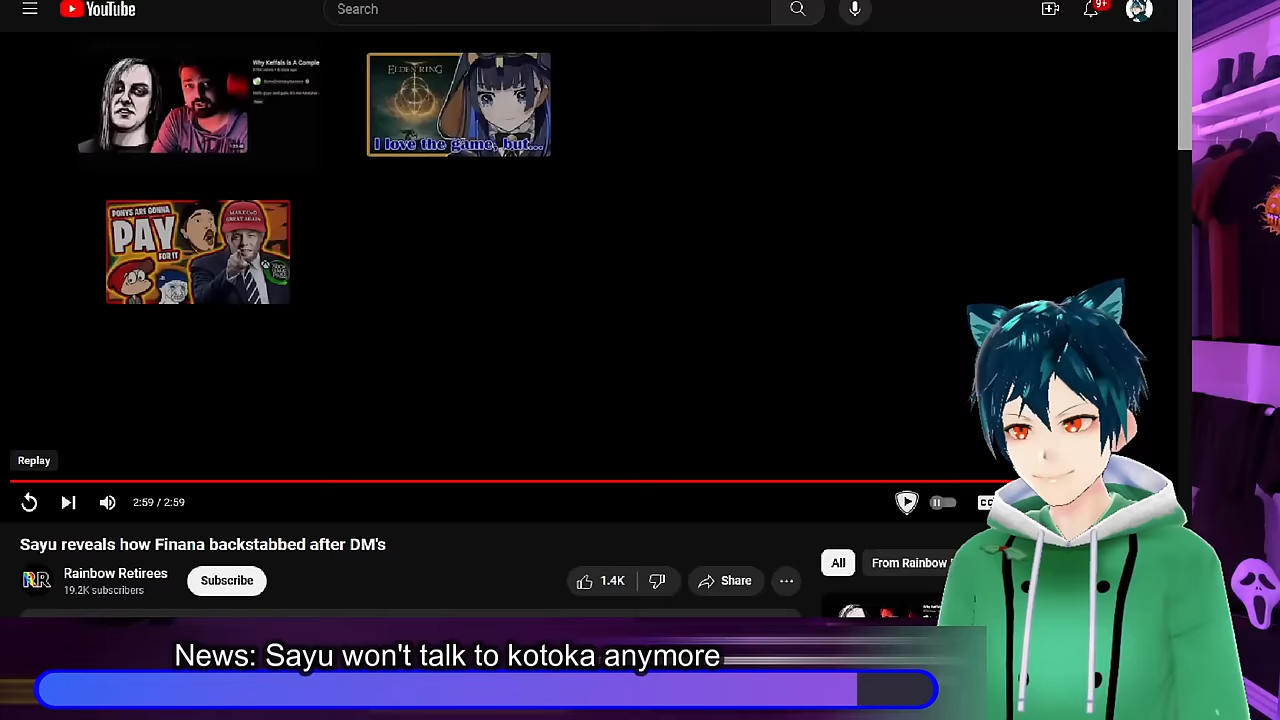 YouTube
Search
9+
Why Keffals Is A Comple
ELDEN RING
I love the game, but...
PONYS ARE GONNA
PAY
FOR IT
MAKE
GREAT AGAIN
Replay
2:59 / 2:59
CC
Sayu reveals how Finana backstabbed after DM's
RR
Rainbow Retirees
19.2K subscribers
Subscribe
1.4K
Share
All
From Rainbow
News: Sayu won't talk to kotoka anymore